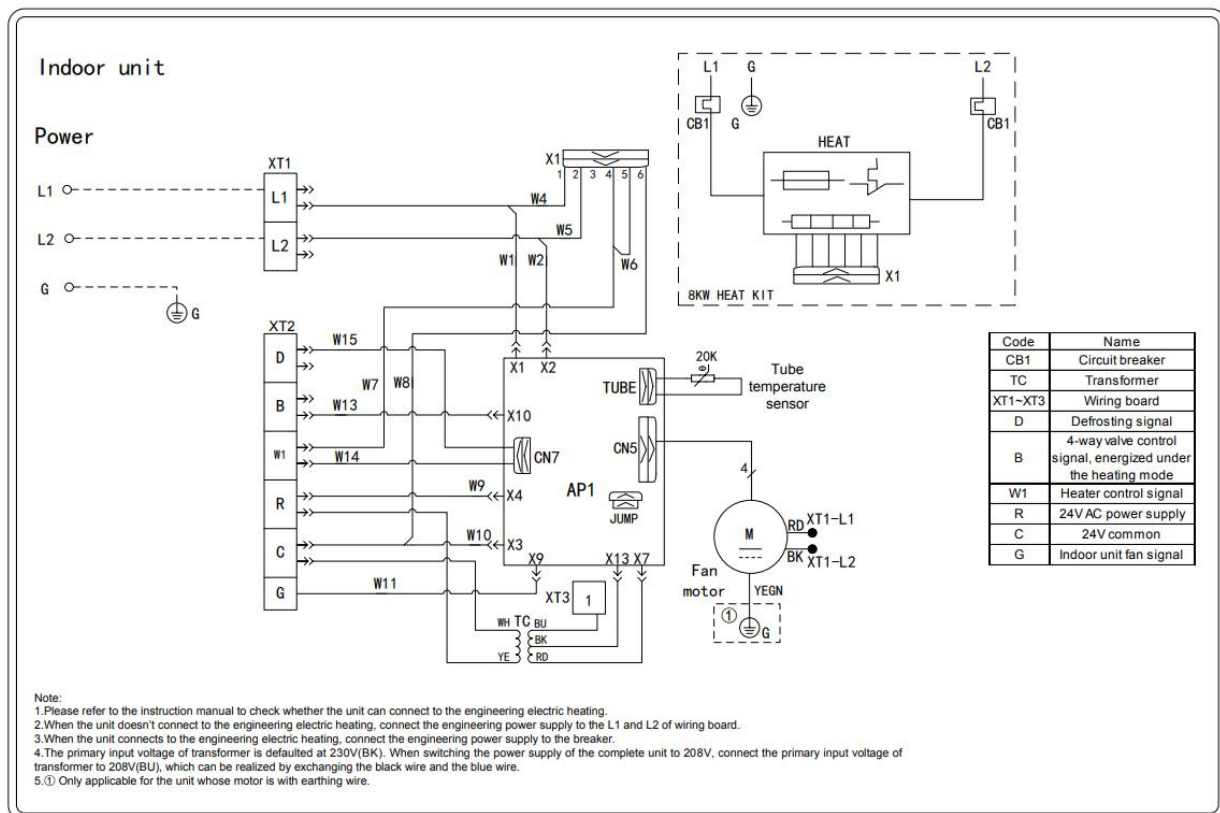 Indoor unit
Power
L1
L2
G
G
XT1
L1
L2
X1
1 2 3 4 5 6
W4
W5
W1
W2
W6
L1 G L2
CB1
G
CB1
HEAT
X1
8KW HEAT KIT
XT2
D
B
W1
R
C
G
W15
W7
W8
W13
W14
W9
W10
W11
X1 X2
X10
CN7
X4
X3
X9
X13 X7
TUBE
CN5
AP1
JUMP
20K
θ
Tube
temperature
sensor
4
M
RD XT1-L1
BK XT1-L2
Fan
motor
YEGN
①
G
XT3
1
WH TC BU
BK
YE RD
Code Name
CB1 Circuit breaker
TC Transformer
XT1~XT3 Wiring board
D Defrosting signal
B 4-way valve control
signal, energized under
the heating mode
W1 Heater control signal
R 24V AC power supply
C 24V common
G Indoor unit fan signal
Note:
1.Please refer to the instruction manual to check whether the unit can connect to the engineering electric heating.
2.When the unit doesn't connect to the engineering electric heating, connect the engineering power supply to the L1 and L2 of wiring board.
3.When the unit connects to the engineering electric heating, connect the engineering power supply to the breaker.
4.The primary input voltage of transformer is defaulted at 230V(BK). When switching the power supply of the complete unit to 208V, connect the primary input voltage of
transformer to 208V(BU), which can be realized by exchanging the black wire and the blue wire.
5.① Only applicable for the unit whose motor is with earthing wire.